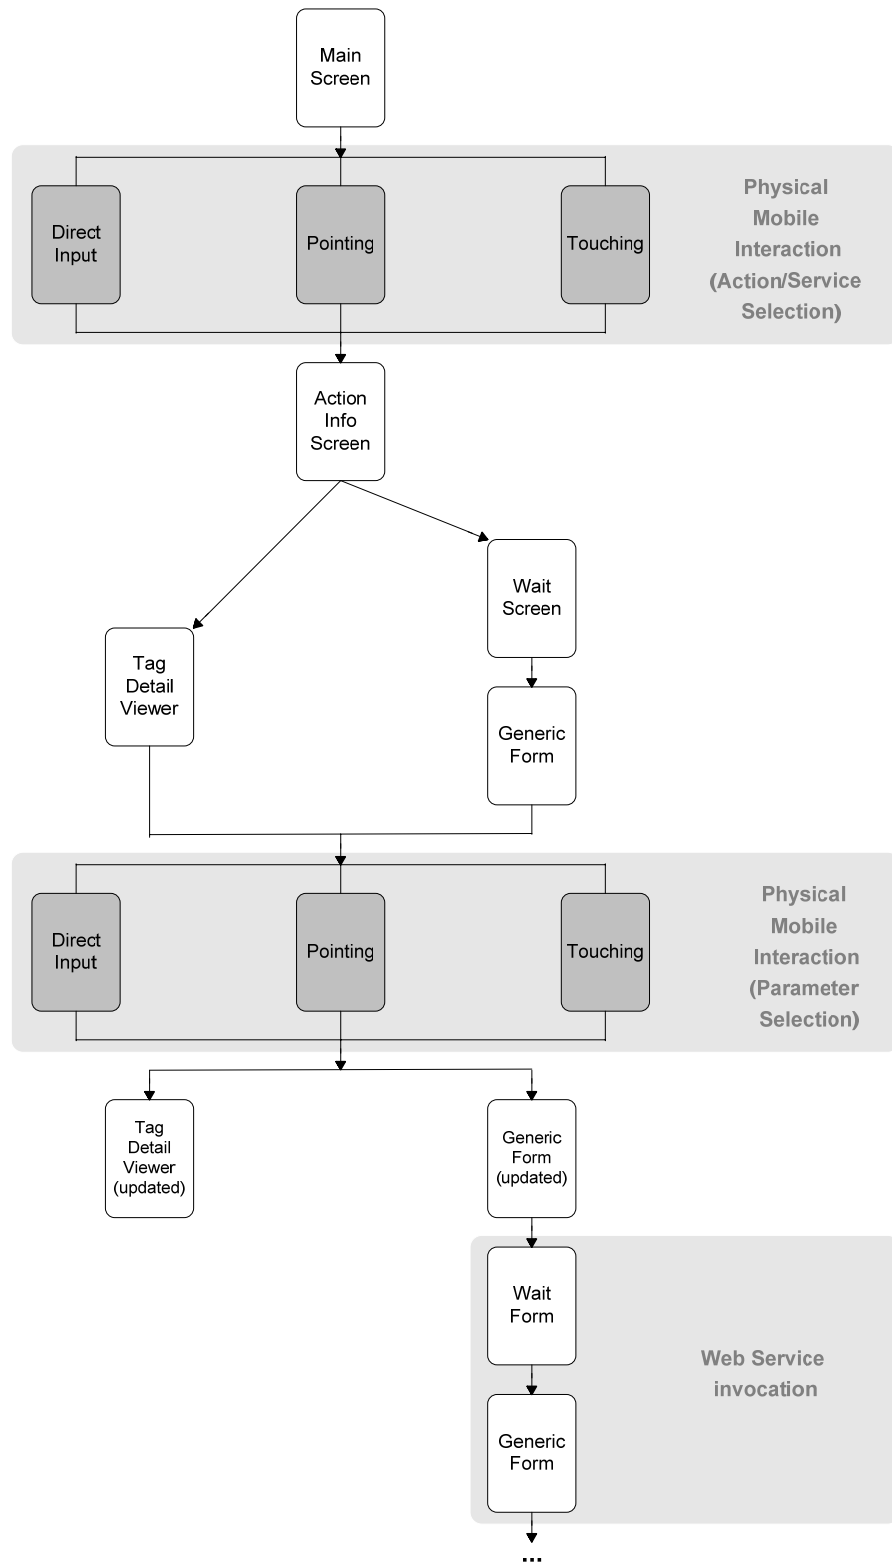 Main
Screen
Physical
Mobile
Interaction
(Action/Service
Selection)
Direct
Input
Pointing
Touching
Action
Info
Screen
Wait
Screen
Tag
Detail
Viewer
Generic
Form
Physical
Mobile
Interaction
(Parameter
Selection)
Direct
Input
Pointing
Touching
Tag
Detail
Viewer
(updated)
Generic
Form
(updated)
Wait
Form
Web Service
invocation
Generic
Form
...